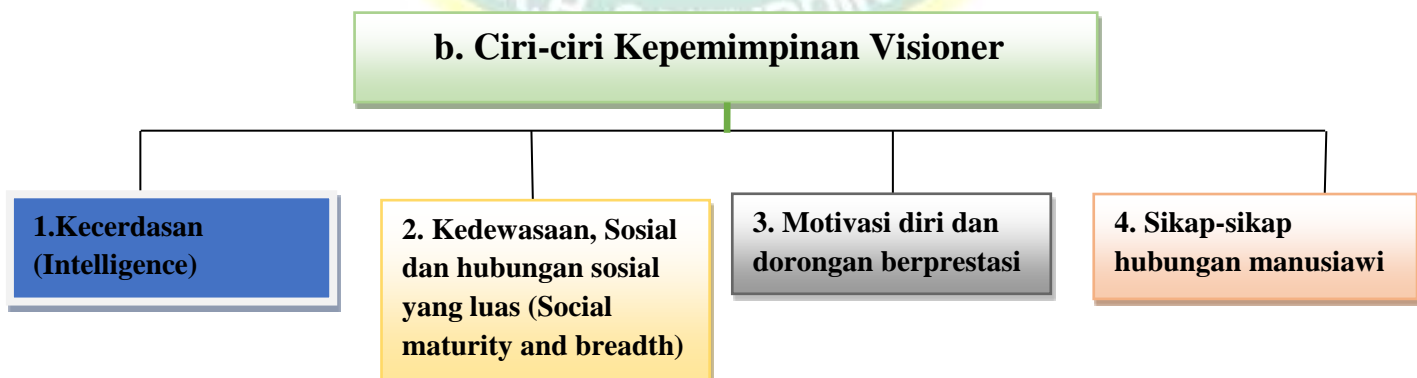 b. Ciri-ciri Kepemimpinan Visioner
1.Kecerdasan
(Intelligence)
2. Kedewasaan, Sosial
dan hubungan sosial
yang luas (Social
maturity and breadth)
3. Motivasi diri dan
dorongan berprestasi
4. Sikap-sikap
hubungan manusiawi